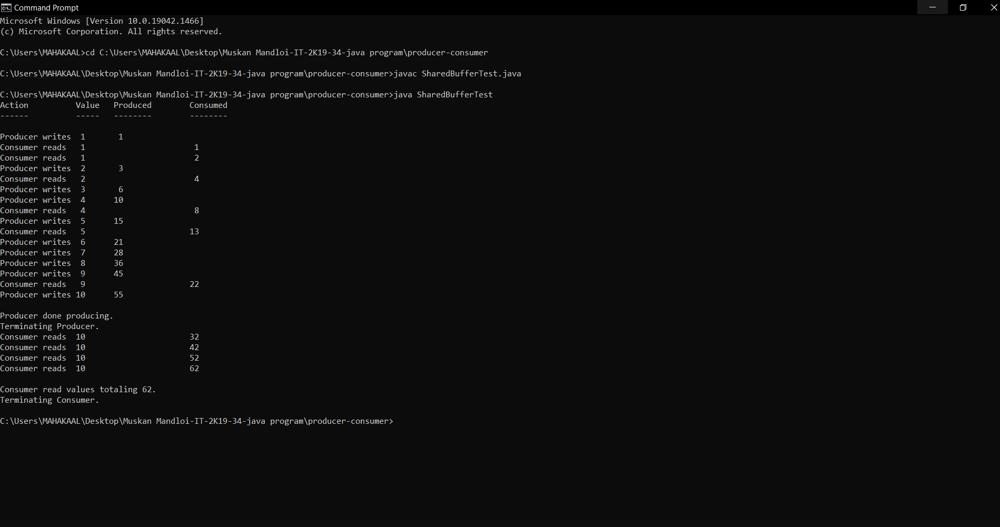 Command Prompt
Microsoft Windows [Version 10.0.19042.1466]
(c) Microsoft Corporation. All rights reserved.
C:\Users\MAHAKAAL>cd C:\Users\MAHAKAAL\Desktop\Muskan Mandloi-IT-2K19-34-java program\producer-consumer
C:\Users\MAHAKAAL\Desktop\Muskan Mandloi-IT-2K19-34-java program\producer-consumer>javac SharedBufferTest.java
C:\Users\MAHAKAAL\Desktop\Muskan Mandloi-IT-2K19-34-java program\producer-consumer>java SharedBufferTest
Action          Value   Produced        Consumed
------          -----   --------        --------
Producer writes  1       1
Consumer reads   1                       1
Consumer reads   1                       2
Producer writes  2       3
Consumer reads   2                       4
Producer writes  3       6
Producer writes  4      10
Consumer reads   4                       8
Producer writes  5      15
Consumer reads   5                      13
Producer writes  6      21
Producer writes  7      28
Producer writes  8      36
Producer writes  9      45
Consumer reads   9                      22
Producer writes 10      55
Producer done producing.
Terminating Producer.
Consumer reads  10                      32
Consumer reads  10                      42
Consumer reads  10                      52
Consumer reads  10                      62
Consumer read values totaling 62.
Terminating Consumer.
C:\Users\MAHAKAAL\Desktop\Muskan Mandloi-IT-2K19-34-java program\producer-consumer>